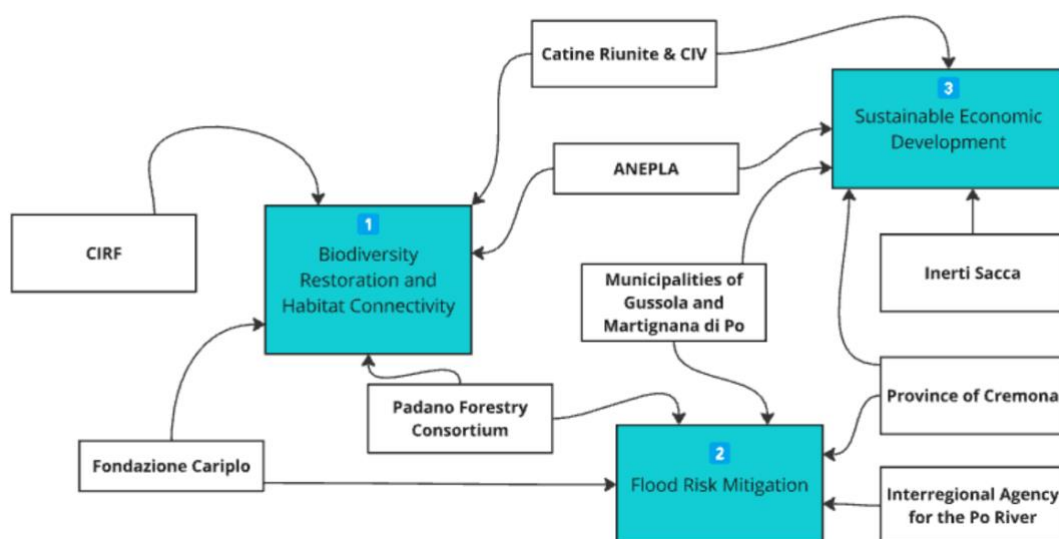 Catine Riunite & CIV
3
Sustainable Economic
Development
ANEPLA
CIRF
1
Biodiversity
Restoration and
Habitat Connectivity
Municipalities of
Gussola and
Martignana di Po
Inerti Sacca
Padano Forestry
Consortium
Province of Cremona
Fondazione Cariplo
2
Flood Risk Mitigation
Interregional Agency
for the Po River